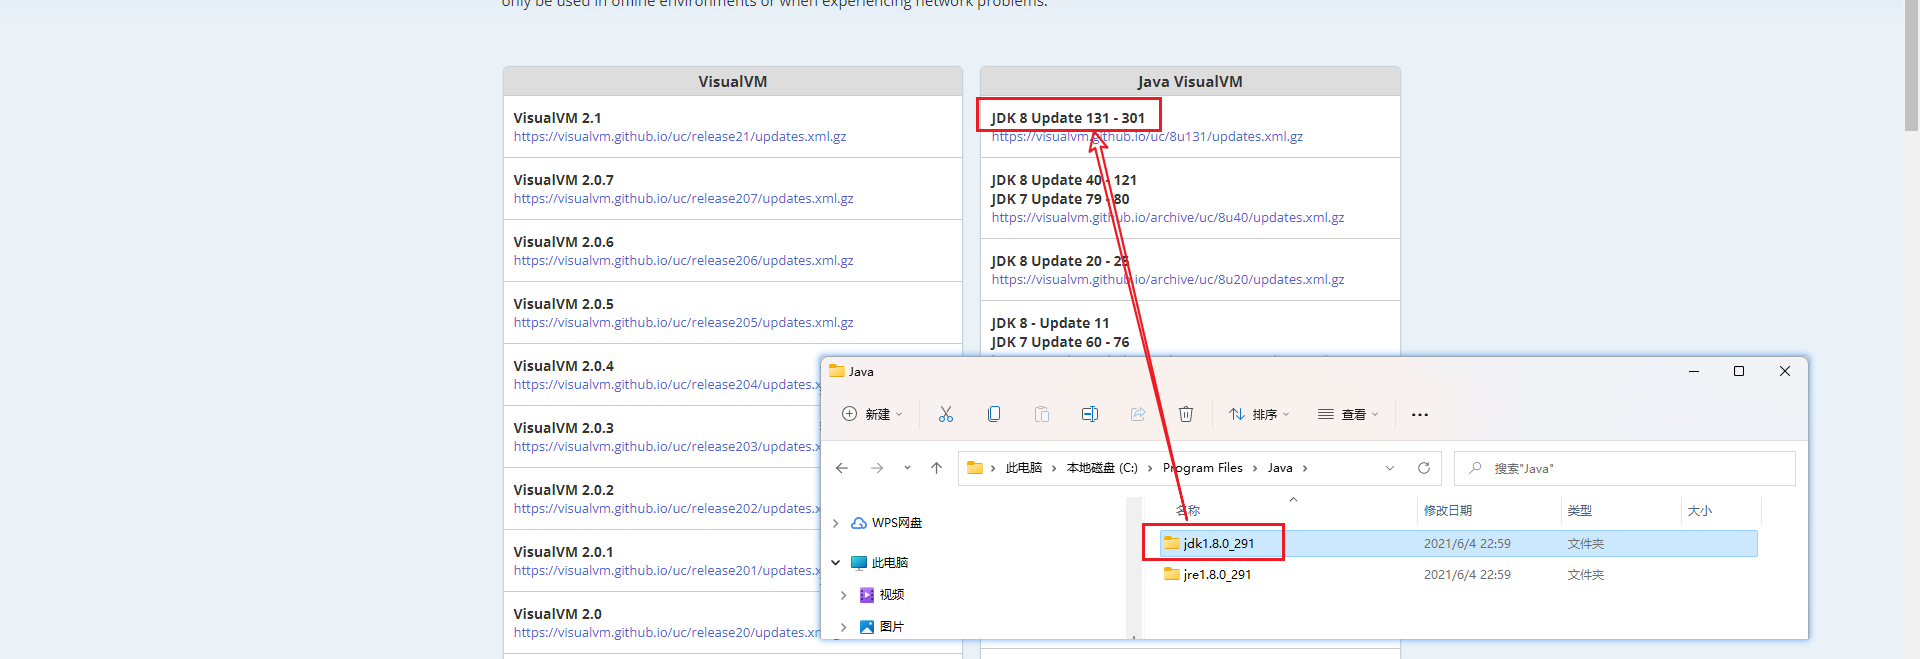 only be used in offline environments or when experiencing network problems.
VisualVM
VisualVM 2.1
https://visualvm.github.io/uc/release21/updates.xml.gz
VisualVM 2.0.7
https://visualvm.github.io/uc/release207/updates.xml.gz
VisualVM 2.0.6
https://visualvm.github.io/uc/release206/updates.xml.gz
VisualVM 2.0.5
https://visualvm.github.io/uc/release205/updates.xml.gz
VisualVM 2.0.4
https://visualvm.github.io/uc/release204/updates.x
VisualVM 2.0.3
https://visualvm.github.io/uc/release203/updates.x
VisualVM 2.0.2
https://visualvm.github.io/uc/release202/updates.x
VisualVM 2.0.1
https://visualvm.github.io/uc/release201/updates.x
VisualVM 2.0
https://visualvm.github.io/uc/release20/updates.xm
Java VisualVM
JDK 8 Update 131 - 301
https://visualvm.github.io/uc/8u131/updates.xml.gz
JDK 8 Update 40 - 121
JDK 7 Update 79 - 80
https://visualvm.github.io/archive/uc/8u40/updates.xml.gz
JDK 8 Update 20 - 25
https://visualvm.github.io/archive/uc/8u20/updates.xml.gz
JDK 8 - Update 11
JDK 7 Update 60 - 76
Java
新建
排序
查看
此电脑 本地磁盘 (C:) Program Files Java
搜索"Java"
名称 修改日期 类型 大小
WPS网盘
此电脑
视频
图片
jdk1.8.0_291 2021/6/4 22:59 文件夹
jre1.8.0_291 2021/6/4 22:59 文件夹